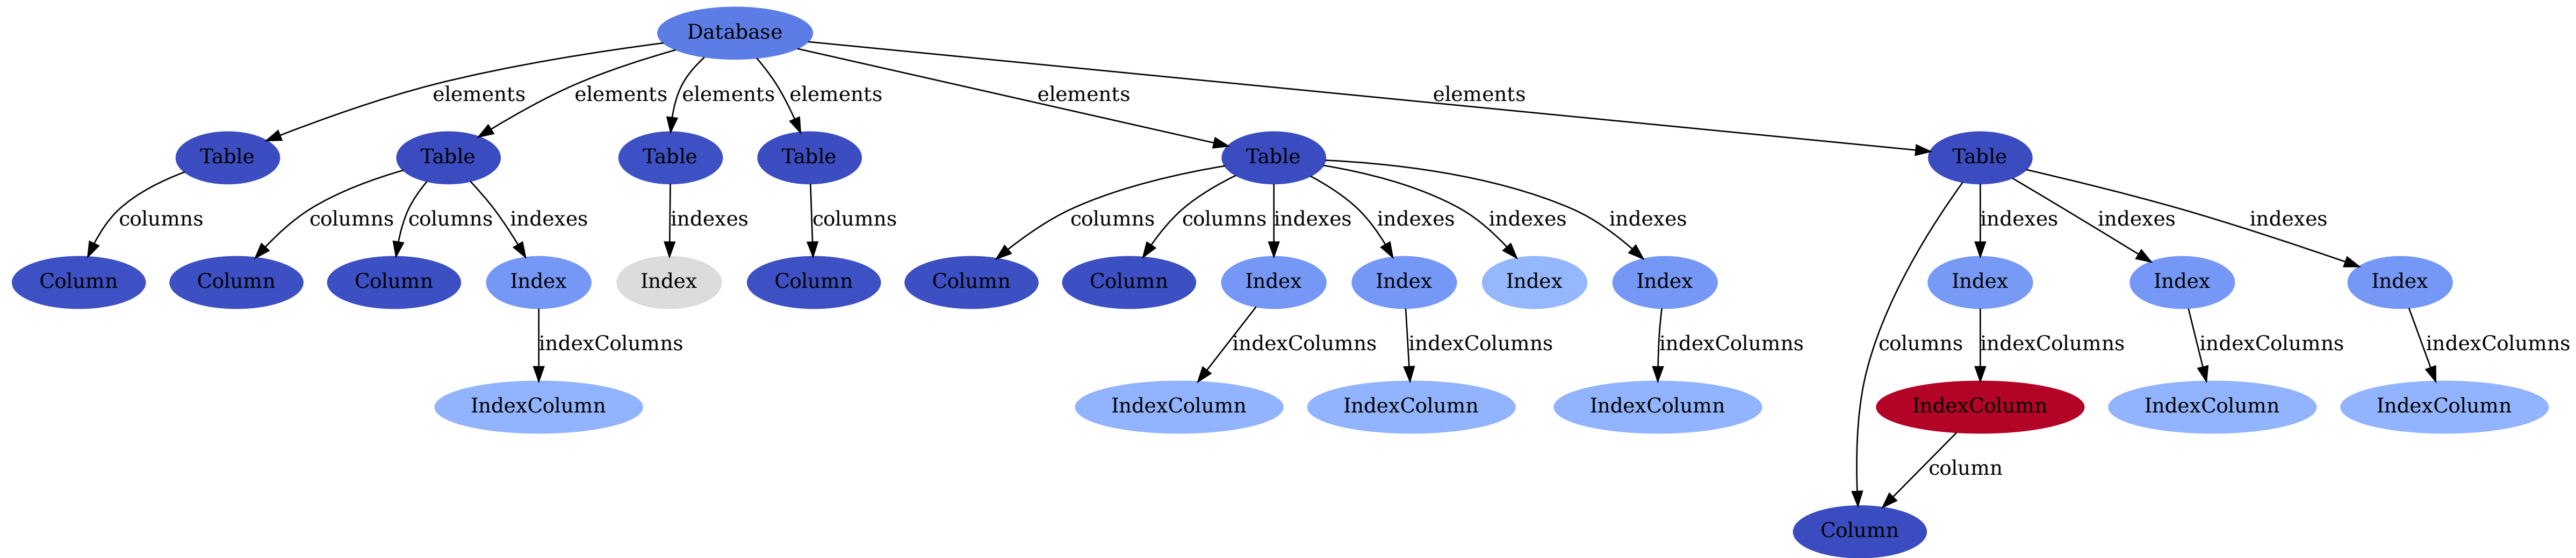 Database
elements elements elements elements elements elements
Table Table Table Table Table Table
columns columns columns indexes indexes columns columns columns indexes indexes indexes indexes indexes indexes indexes
Column Column Column Index Index Column Column Column Index Index Index Index Index Index Index
indexColumns indexColumns indexColumns indexColumns columns indexColumns indexColumns indexColumns
IndexColumn IndexColumn IndexColumn IndexColumn IndexColumn IndexColumn IndexColumn
column
Column